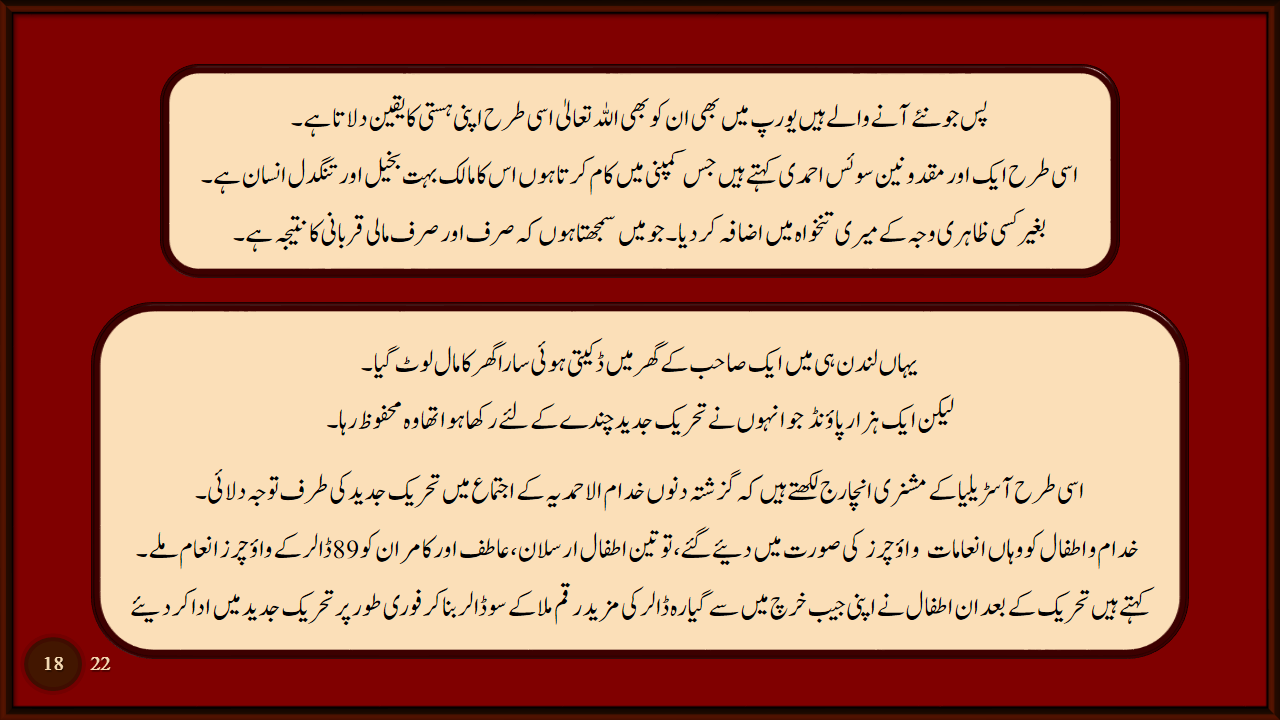 پس جو نئے آنے والے ہیں یورپ میں بھی ان کو بھی اللہ تعالیٰ اسی طرح اپنی ہستی کا یقین دلاتا ہے۔
اسی طرح ایک اور مقدونین سوئس احمدی کہتے ہیں جس کمپنی میں کام کرتا ہوں اس کا مالک بہت بخیل اور تنگدل انسان ہے۔
بغیر کسی ظاہری وجہ کے میری تنخواہ میں اضافہ کر دیا۔ جو میں سمجھتا ہوں کہ صرف اور صرف مالی قربانی کا نتیجہ ہے۔
یہاں لندن ہی میں ایک صاحب کے گھر میں ڈکیتی ہوئی سارا گھر کا مال لوٹ گیا۔
لیکن ایک ہزار پاؤنڈ جو انہوں نے تحریک جدید چندے کے لئے رکھا ہوا تھا وہ محفوظ رہا۔
اسی طرح آسٹریلیا کے مشنری انچارج لکھتے ہیں کہ گزشتہ دنوں خدام الاحمدیہ کے اجتماع میں تحریک جدید کی طرف توجہ دلائی۔
خدام و اطفال کو وہاں انعامات واؤچرز کی صورت میں دیئے گئے، تو تین اطفال ارسلان، عاطف اور کامران کو 89 ڈالر کے واؤچرز انعام ملے۔
کہتے ہیں تحریک کے بعد ان اطفال نے اپنی جیب خرچ میں سے گیارہ ڈالر کی مزید رقم ملا کے سو ڈالر بنا کر فوری طور پر تحریک جدید میں ادا کر دیئے
18 22